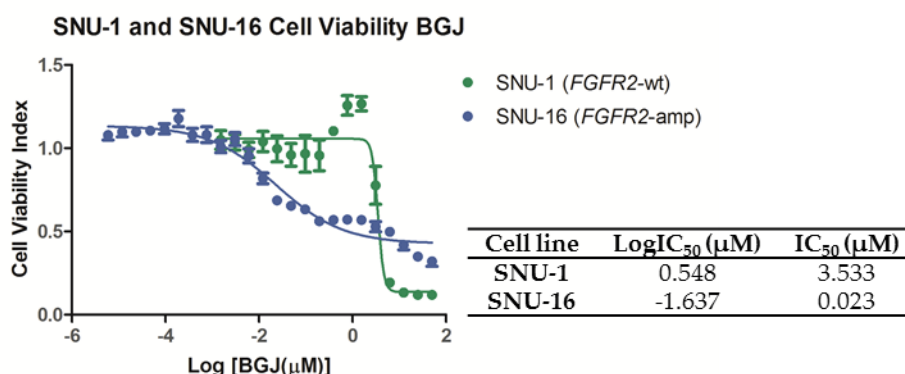 SNU-1 and SNU-16 Cell Viability BGJ
1.5
1.0
0.5
0.0
Cell Viability Index
-6
-4
-2
0
2
Log [BGJ(μM)]
SNU-1 (FGFR2-wt)
SNU-16 (FGFR2-amp)
Cell line LogIC₅₀ (μM) IC₅₀ (μM)
SNU-1 0.548 3.533
SNU-16 -1.637 0.023